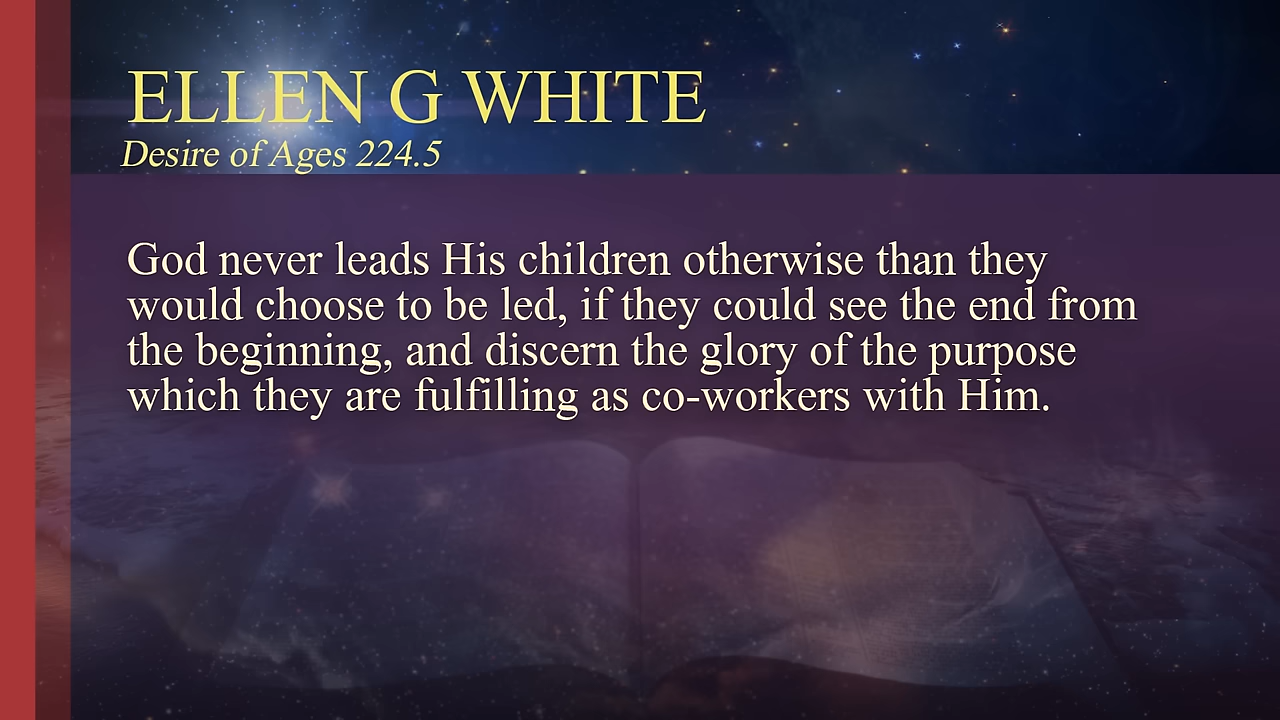 ELLEN G WHITE
Desire of Ages 224.5
God never leads His children otherwise than they
would choose to be led, if they could see the end from
the beginning, and discern the glory of the purpose
which they are fulfilling as co-workers with Him.